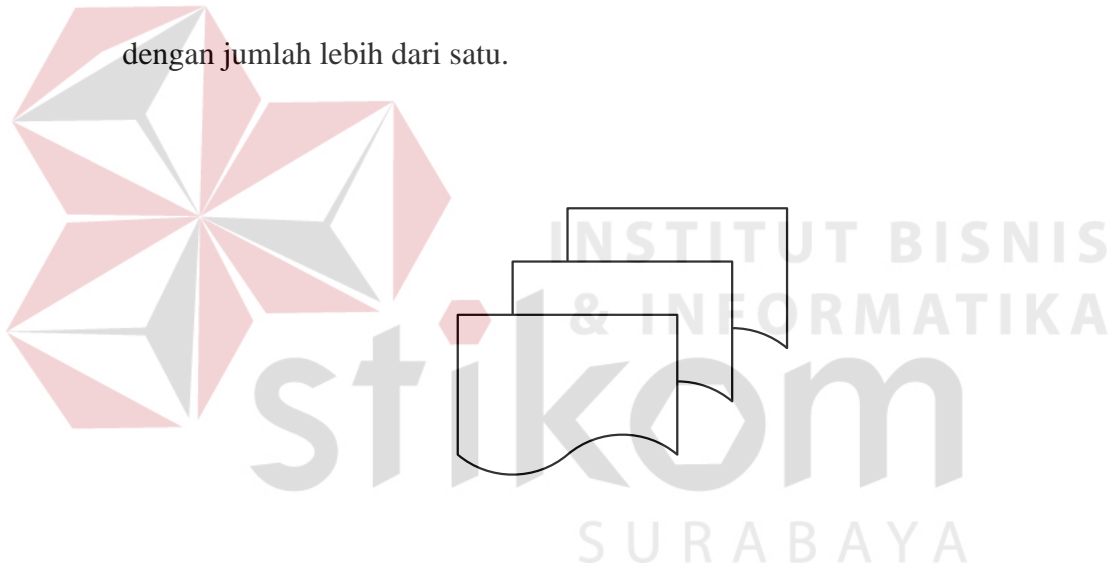 dengan jumlah lebih dari satu.
INSTITUT BISNIS
& INFORMATIKA
stikom
SURABAYA